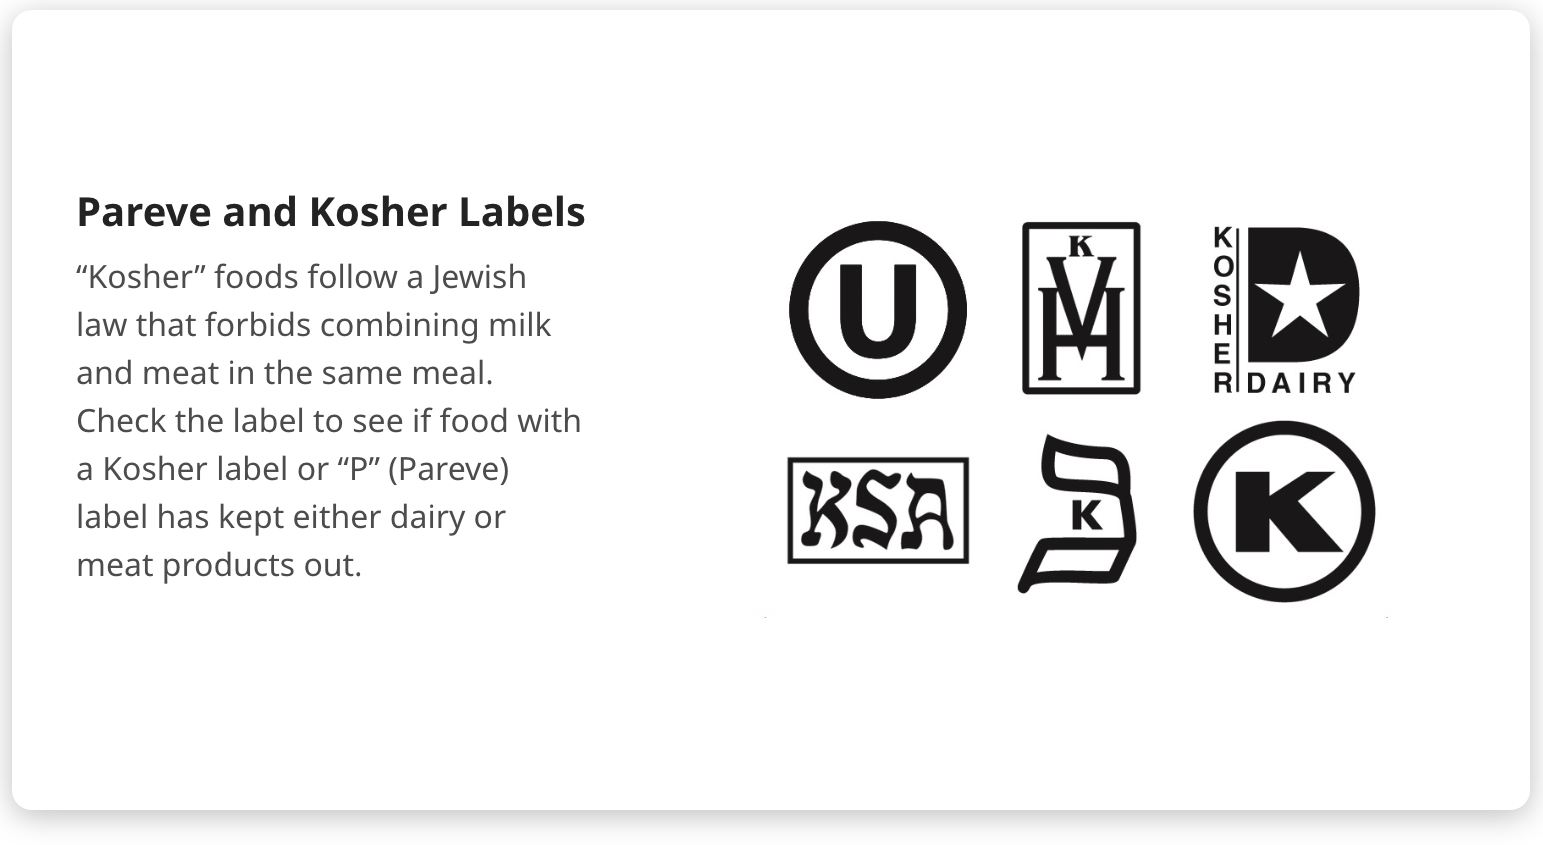 Pareve and Kosher Labels
“Kosher” foods follow a Jewish
law that forbids combining milk
and meat in the same meal.
Check the label to see if food with
a Kosher label or “P” (Pareve)
label has kept either dairy or
meat products out.
U
K
VH
KOSHER
DAIRY
KSA
K
K